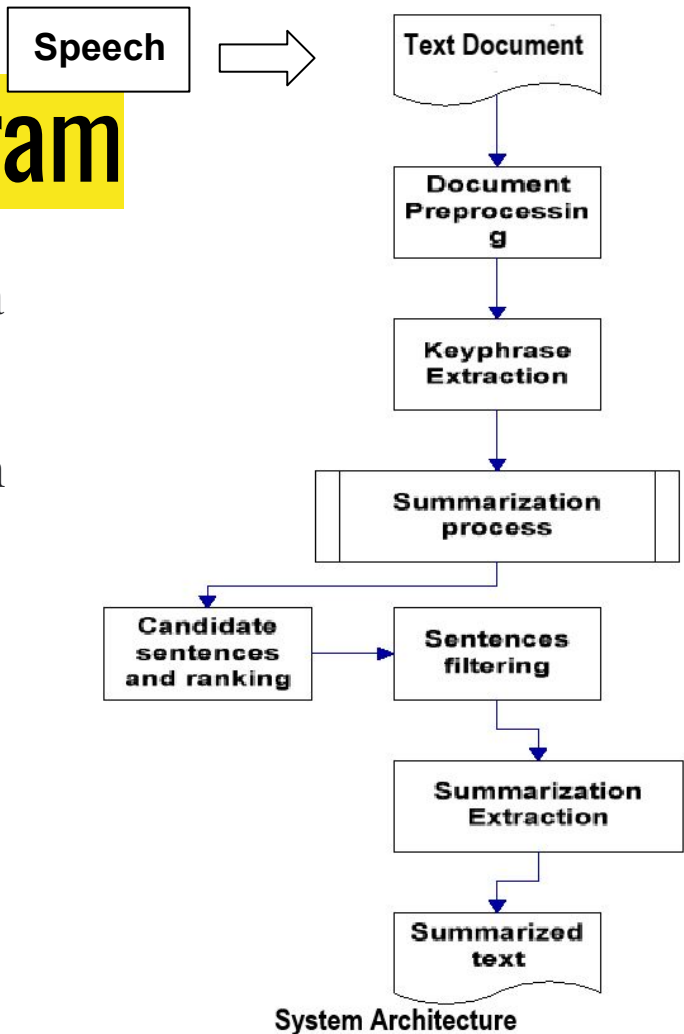 Speech
Text Document
ram
Document
Preprocessin
g
Keyphrase
Extraction
Summarization
process
Candidate
sentences
and ranking
Sentences
filtering
Summarization
Extraction
Summarized
text
System Architecture